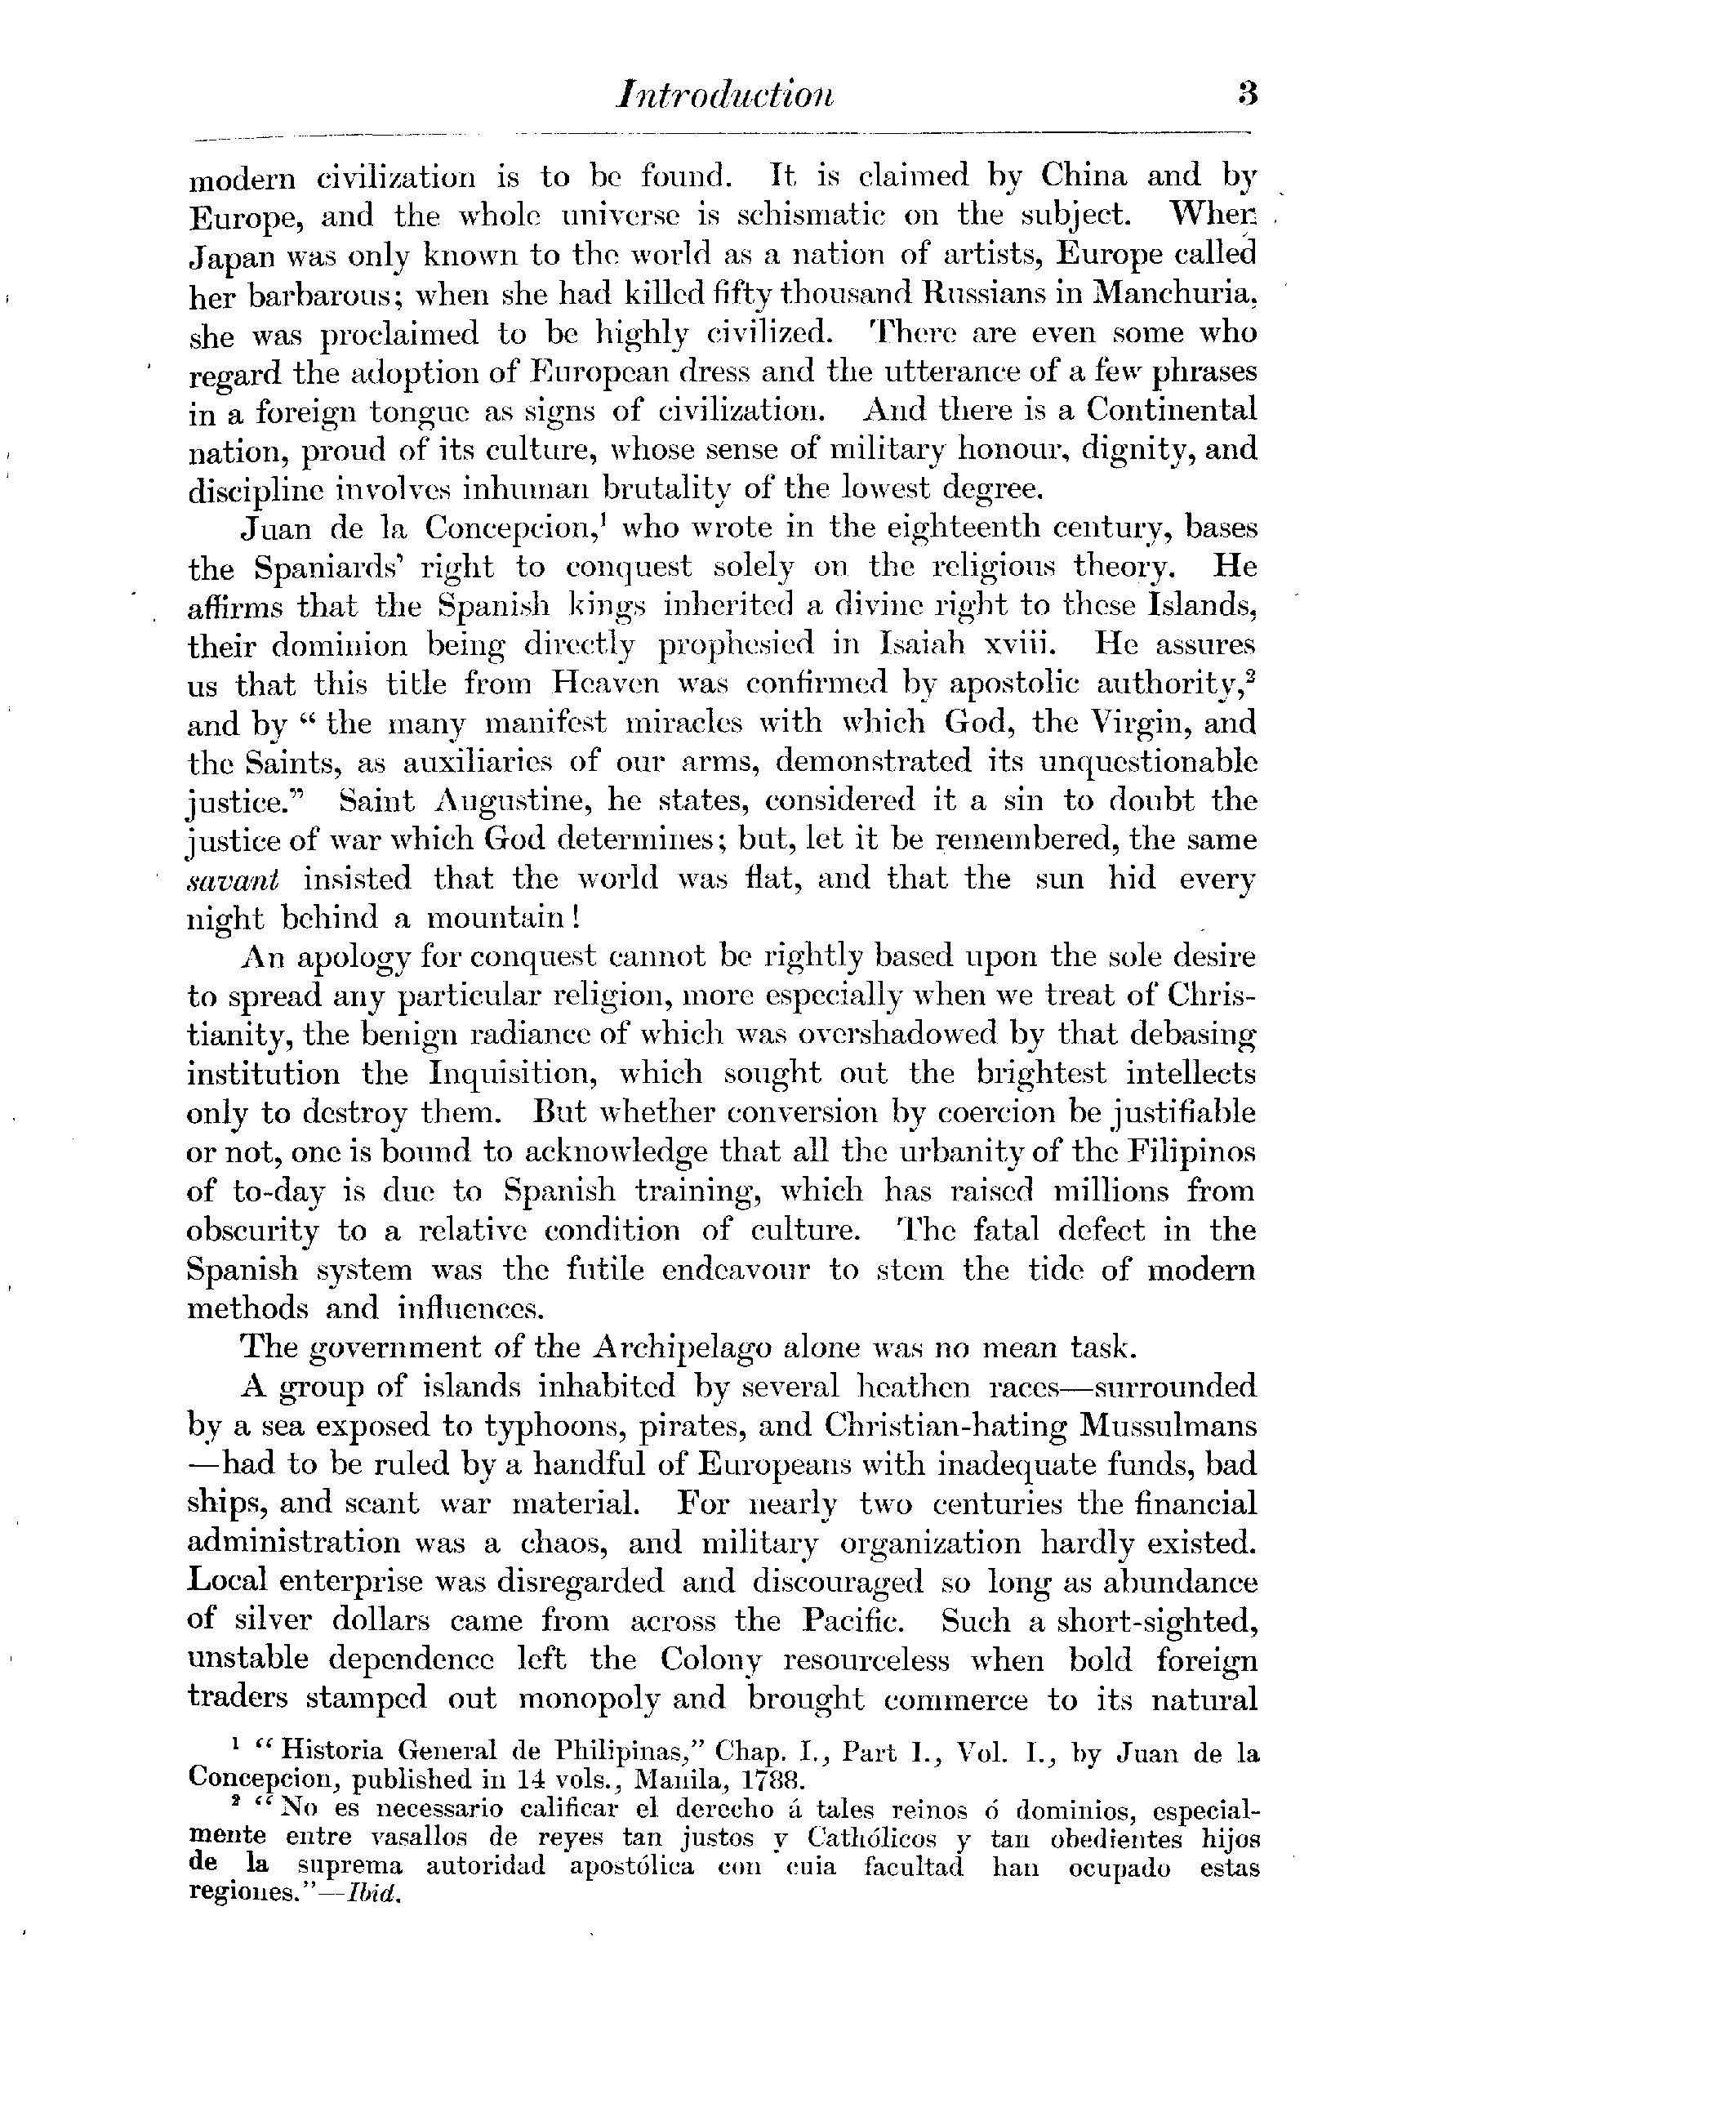 Introduction 3
modern civilization is to be found. It is claimed by China and by
Europe, and the whole universe is schismatic on the subject. When
Japan was only known to the world as a nation of artists, Europe called
her barbarous; when she had killed fifty thousand Russians in Manchuria,
she was proclaimed to be highly civilized. There are even some who
regard the adoption of European dress and the utterance of a few phrases
in a foreign tongue as signs of civilization. And there is a Continental
nation, proud of its culture, whose sense of military honour, dignity, and
discipline involves inhuman brutality of the lowest degree.
Juan de la Concepcion,¹ who wrote in the eighteenth century, bases
the Spaniards' right to conquest solely on the religious theory. He
affirms that the Spanish kings inherited a divine right to these Islands,
their dominion being directly prophesied in Isaiah xviii. He assures
us that this title from Heaven was confirmed by apostolic authority,²
and by "the many manifest miracles with which God, the Virgin, and
the Saints, as auxiliaries of our arms, demonstrated its unquestionable
justice." Saint Augustine, he states, considered it a sin to doubt the
justice of war which God determines; but, let it be remembered, the same
savant insisted that the world was flat, and that the sun hid every
night behind a mountain!
An apology for conquest cannot be rightly based upon the sole desire
to spread any particular religion, more especially when we treat of Chris-
tianity, the benign radiance of which was overshadowed by that debasing
institution the Inquisition, which sought out the brightest intellects
only to destroy them. But whether conversion by coercion be justifiable
or not, one is bound to acknowledge that all the urbanity of the Filipinos
of to-day is due to Spanish training, which has raised millions from
obscurity to a relative condition of culture. The fatal defect in the
Spanish system was the futile endeavour to stem the tide of modern
methods and influences.
The government of the Archipelago alone was no mean task.
A group of islands inhabited by several heathen races—surrounded
by a sea exposed to typhoons, pirates, and Christian-hating Mussulmans
—had to be ruled by a handful of Europeans with inadequate funds, bad
ships, and scant war material. For nearly two centuries the financial
administration was a chaos, and military organization hardly existed.
Local enterprise was disregarded and discouraged so long as abundance
of silver dollars came from across the Pacific. Such a short-sighted,
unstable dependence left the Colony resourceless when bold foreign
traders stamped out monopoly and brought commerce to its natural
¹ "Historia General de Philipinas," Chap. I., Part I., Vol. I., by Juan de la
Concepcion, published in 14 vols., Manila, 1788.
² "No es necessario calificar el derecho á tales reinos ó dominios, especial-
mente entre vasallos de reyes tan justos y Cathólicos y tan obedientes hijos
de la suprema autoridad apostólica con cuia facultad han ocupado estas
regiones."—Ibid.